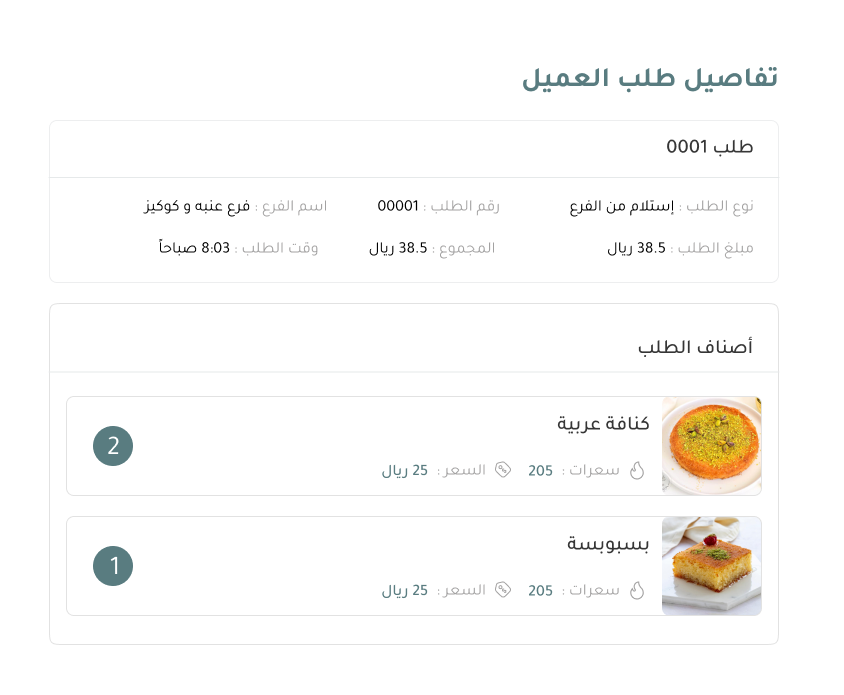 تفاصيل طلب العميل
طلب 0001
نوع الطلب : إستلام من الفرع رقم الطلب : 00001 اسم الفرع : فرع عنبه و كوكيز
مبلغ الطلب : 38.5 ريال المجموع : 38.5 ريال وقت الطلب : 8:03 صباحاً
أصناف الطلب
كنافة عربية
2
سعرات : 205 السعر : 25 ريال
بسبوبسة
1
سعرات : 205 السعر : 25 ريال